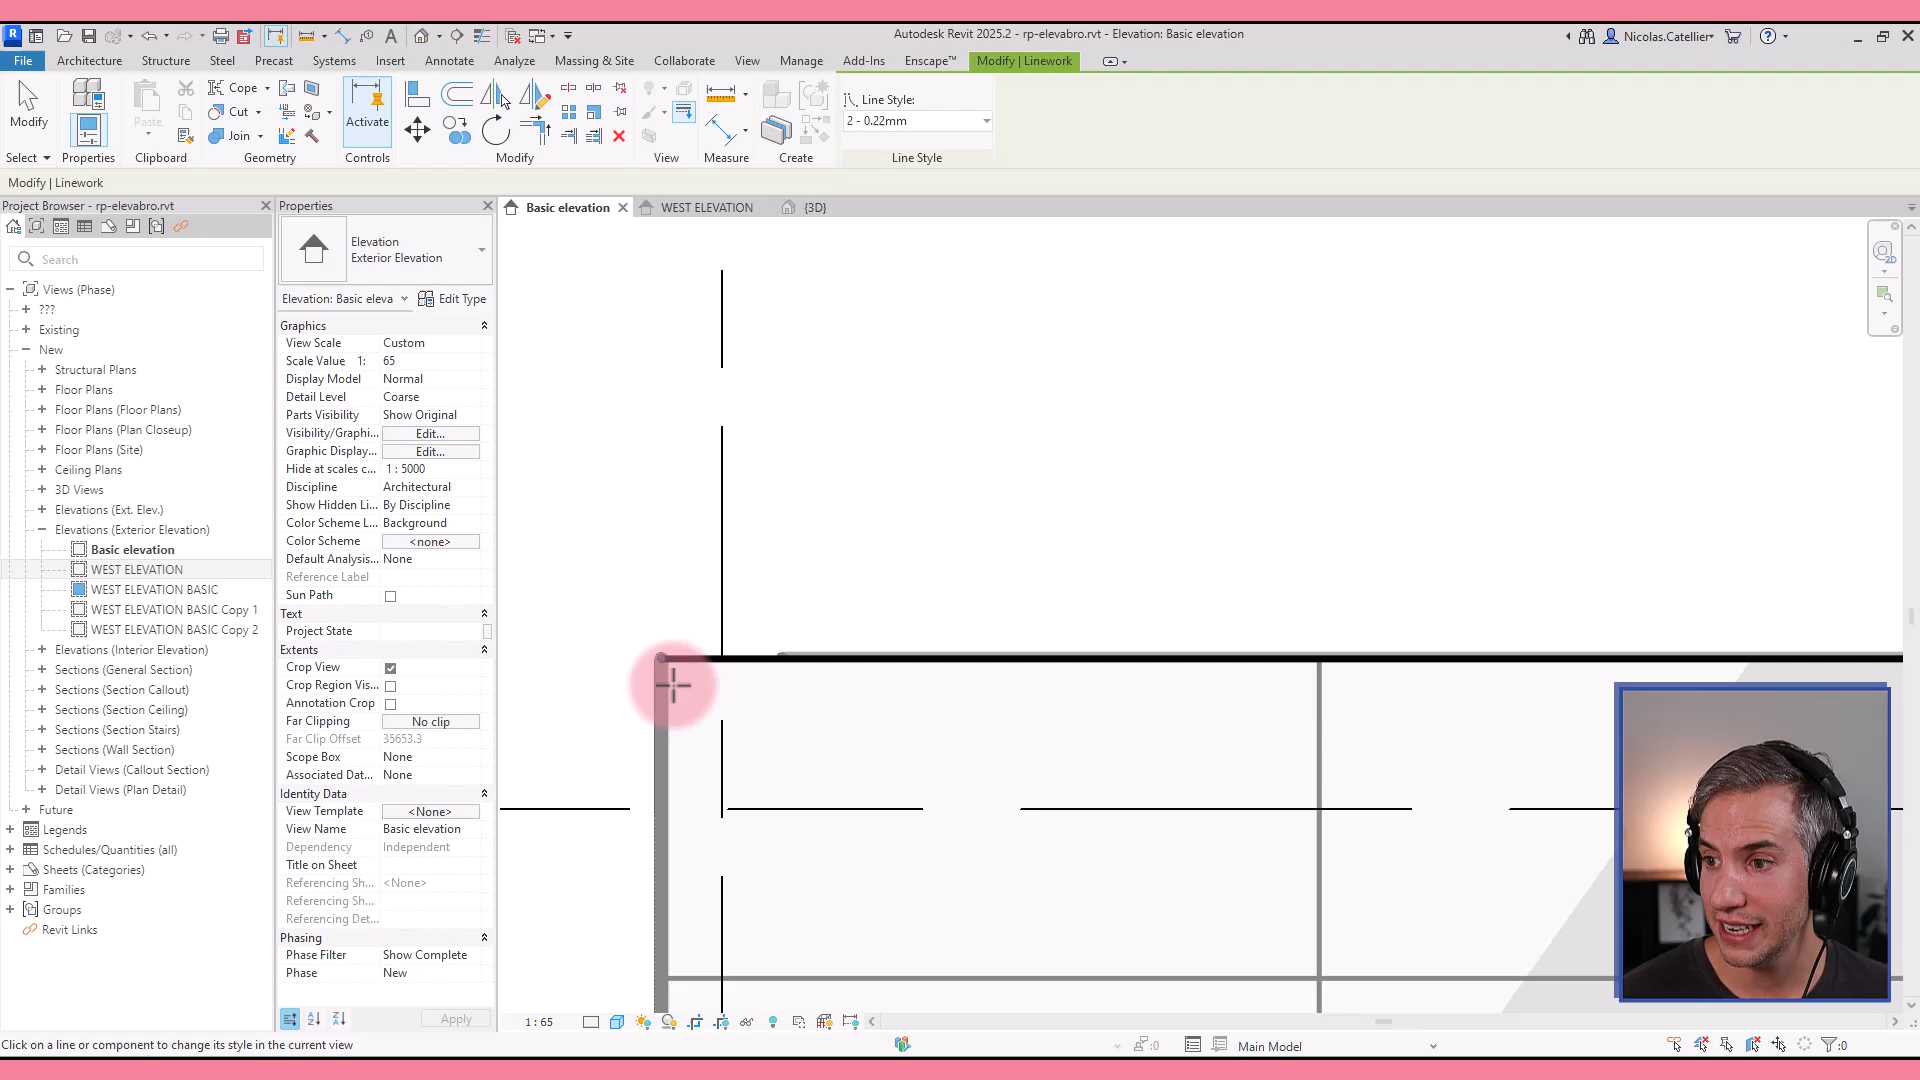 Autodesk Revit 2025.2 - rp-elevabro.rvt - Elevation: Basic elevation
Nicolas.Catellier
File Architecture Structure Steel Precast Systems Insert Annotate Analyze Massing & Site Collaborate View Manage Add-Ins Enscape™ Modify | Linework
Modify
Paste
Cope
Cut
Join
Activate
Line Style:
2 - 0.22mm
Select Properties Clipboard Geometry Controls Modify View Measure Create Line Style
Modify | Linework
Project Browser - rp-elevabro.rvt
Search
Views (Phase)
???
Existing
New
Structural Plans
Floor Plans
Floor Plans (Floor Plans)
Floor Plans (Plan Closeup)
Floor Plans (Site)
Ceiling Plans
3D Views
Elevations (Ext. Elev.)
Elevations (Exterior Elevation)
Basic elevation
WEST ELEVATION
WEST ELEVATION BASIC
WEST ELEVATION BASIC Copy 1
WEST ELEVATION BASIC Copy 2
Elevations (Interior Elevation)
Sections (General Section)
Sections (Section Callout)
Sections (Section Ceiling)
Sections (Section Stairs)
Sections (Wall Section)
Detail Views (Callout Section)
Detail Views (Plan Detail)
Future
Legends
Schedules/Quantities (all)
Sheets (Categories)
Families
Groups
Revit Links
Properties
Elevation
Exterior Elevation
Elevation: Basic eleva
Edit Type
Graphics
View Scale Custom
Scale Value 1: 65
Display Model Normal
Detail Level Coarse
Parts Visibility Show Original
Visibility/Graphi... Edit...
Graphic Display... Edit...
Hide at scales c... 1 : 5000
Discipline Architectural
Show Hidden Li... By Discipline
Color Scheme L... Background
Color Scheme <none>
Default Analysis... None
Reference Label
Sun Path
Text
Project State
Extents
Crop View
Crop Region Vis...
Annotation Crop
Far Clipping No clip
Far Clip Offset 35653.3
Scope Box None
Associated Dat... None
Identity Data
View Template <None>
View Name Basic elevation
Dependency Independent
Title on Sheet
Referencing Sh... <None>
Referencing Sh...
Referencing Det...
Phasing
Phase Filter Show Complete
Phase New
Apply
Basic elevation
WEST ELEVATION
{3D}
2D
1 : 65
Click on a line or component to change its style in the current view
:0
Main Model
:0